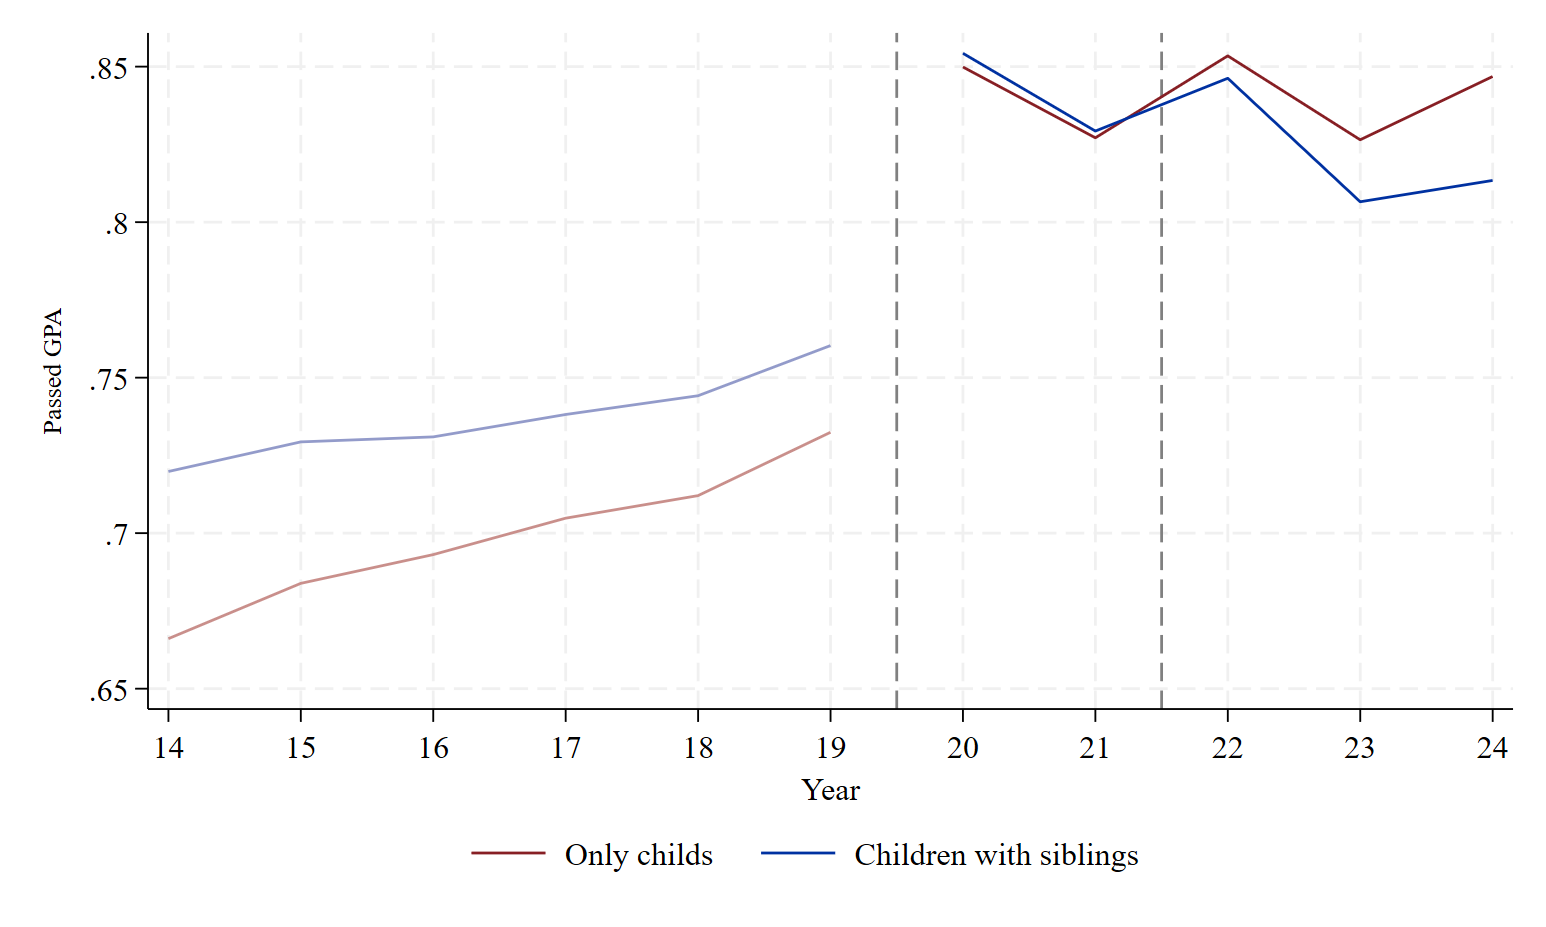 .85
.8
.75
.7
.65
Passed GPA
14 15 16 17 18 19 20 21 22 23 24
Year
Only childs Children with siblings